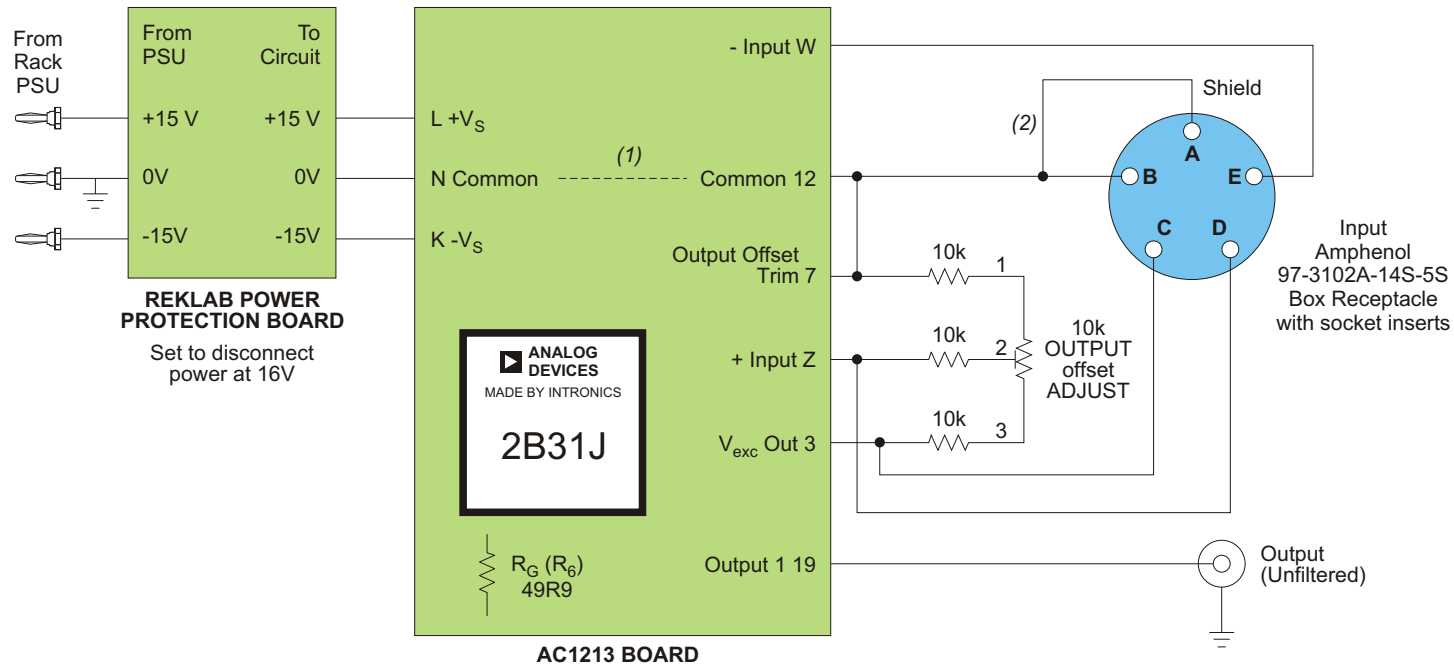 From
Rack
PSU
From
PSU
To
Circuit
+15 V
+15 V
0V
0V
-15V
-15V
REKLAB POWER
PROTECTION BOARD
Set to disconnect
power at 16V
- Input W
L +VS
N Common
(1)
Common 12
K -VS
Output Offset
Trim 7
+ Input Z
Vexc Out 3
Output 1 19
ANALOG
DEVICES
MADE BY INTRONICS
2B31J
RG (R6)
49R9
AC1213 BOARD
10k
1
10k
2
10k
3
10k
OUTPUT
offset
ADJUST
(2)
Shield
A
B
E
C
D
Input
Amphenol
97-3102A-14S-5S
Box Receptacle
with socket inserts
Output
(Unfiltered)